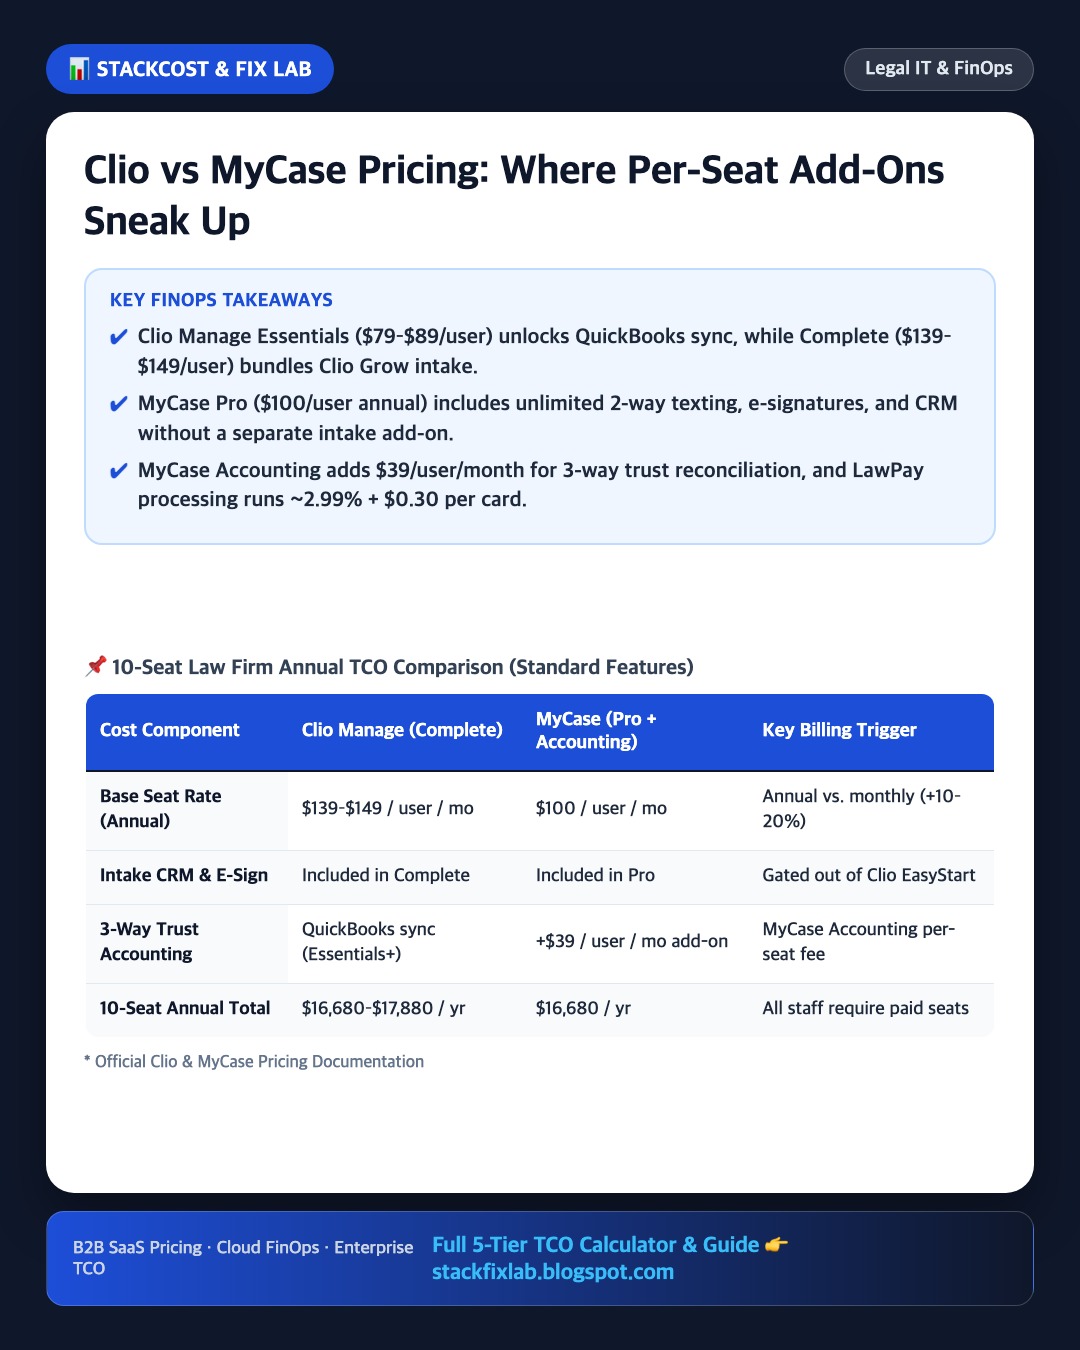 📊 STACKCOST & FIX LAB
Legal IT & FinOps
Clio vs MyCase Pricing: Where Per-Seat Add-Ons
Sneak Up
KEY FINOPS TAKEAWAYS
✔ Clio Manage Essentials ($79-$89/user) unlocks QuickBooks sync, while Complete ($139-
$149/user) bundles Clio Grow intake.
✔ MyCase Pro ($100/user annual) includes unlimited 2-way texting, e-signatures, and CRM
without a separate intake add-on.
✔ MyCase Accounting adds $39/user/month for 3-way trust reconciliation, and LawPay
processing runs ~2.99% + $0.30 per card.
📌 10-Seat Law Firm Annual TCO Comparison (Standard Features)
Cost Component
Clio Manage (Complete)
MyCase (Pro +
Accounting)
Key Billing Trigger
Base Seat Rate
(Annual)
$139-$149 / user / mo
$100 / user / mo
Annual vs. monthly (+10-
20%)
Intake CRM & E-Sign
Included in Complete
Included in Pro
Gated out of Clio EasyStart
3-Way Trust
Accounting
QuickBooks sync
(Essentials+)
+$39 / user / mo add-on
MyCase Accounting per-
seat fee
10-Seat Annual Total
$16,680-$17,880 / yr
$16,680 / yr
All staff require paid seats
* Official Clio & MyCase Pricing Documentation
B2B SaaS Pricing · Cloud FinOps · Enterprise
TCO
Full 5-Tier TCO Calculator & Guide 👉
stackfixlab.blogspot.com